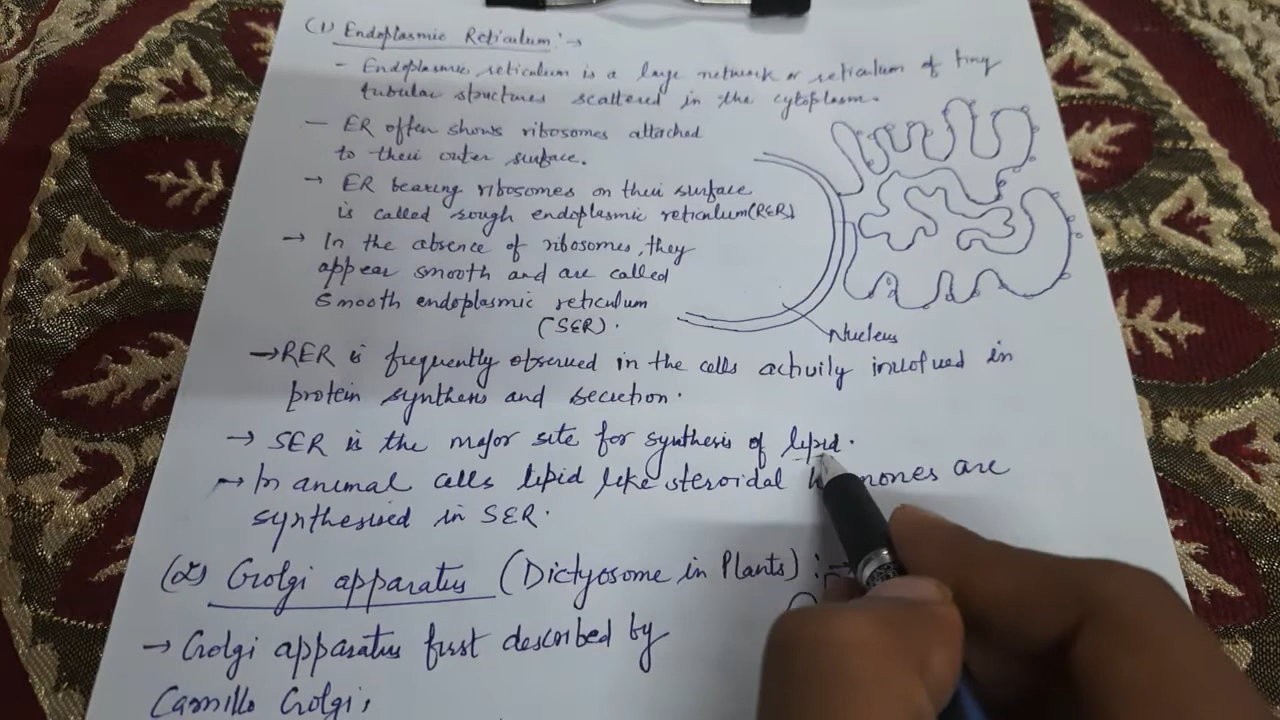 (1) Endoplasmic Reticulum :→
- Endoplasmic reticulum is a large network or reticulum of tiny
tubular structures scattered in the cytoplasm.
- ER often shows ribosomes attached
to their outer surface.
→ ER bearing ribosomes on their surface
is called rough endoplasmic reticulum (RER)
→ In the absence of ribosomes, they
appear smooth and are called
Smooth endoplasmic reticulum
(SER).
Nucleus
→ RER is frequently observed in the cells activily involved in
protein synthesis and secretion.
→ SER is the major site for synthesis of lipid.
→ In animal cells lipid like steroidal are
synthesised in SER.
(2) Golgi apparatus (Dictyosome in Plants) :→
→ Golgi apparatus first described by
Camillo Golgi,